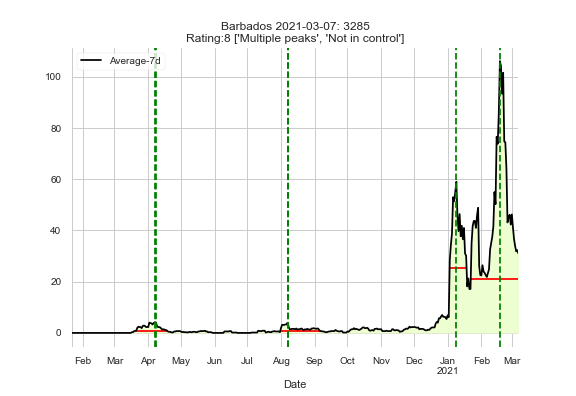 Barbados 2021-03-07: 3285
Rating:8 ['Multiple peaks', 'Not in control']
Average-7d
100
80
60
40
20
0
Feb Mar Apr May Jun Jul Aug Sep Oct Nov Dec Jan Feb Mar
2021
Date